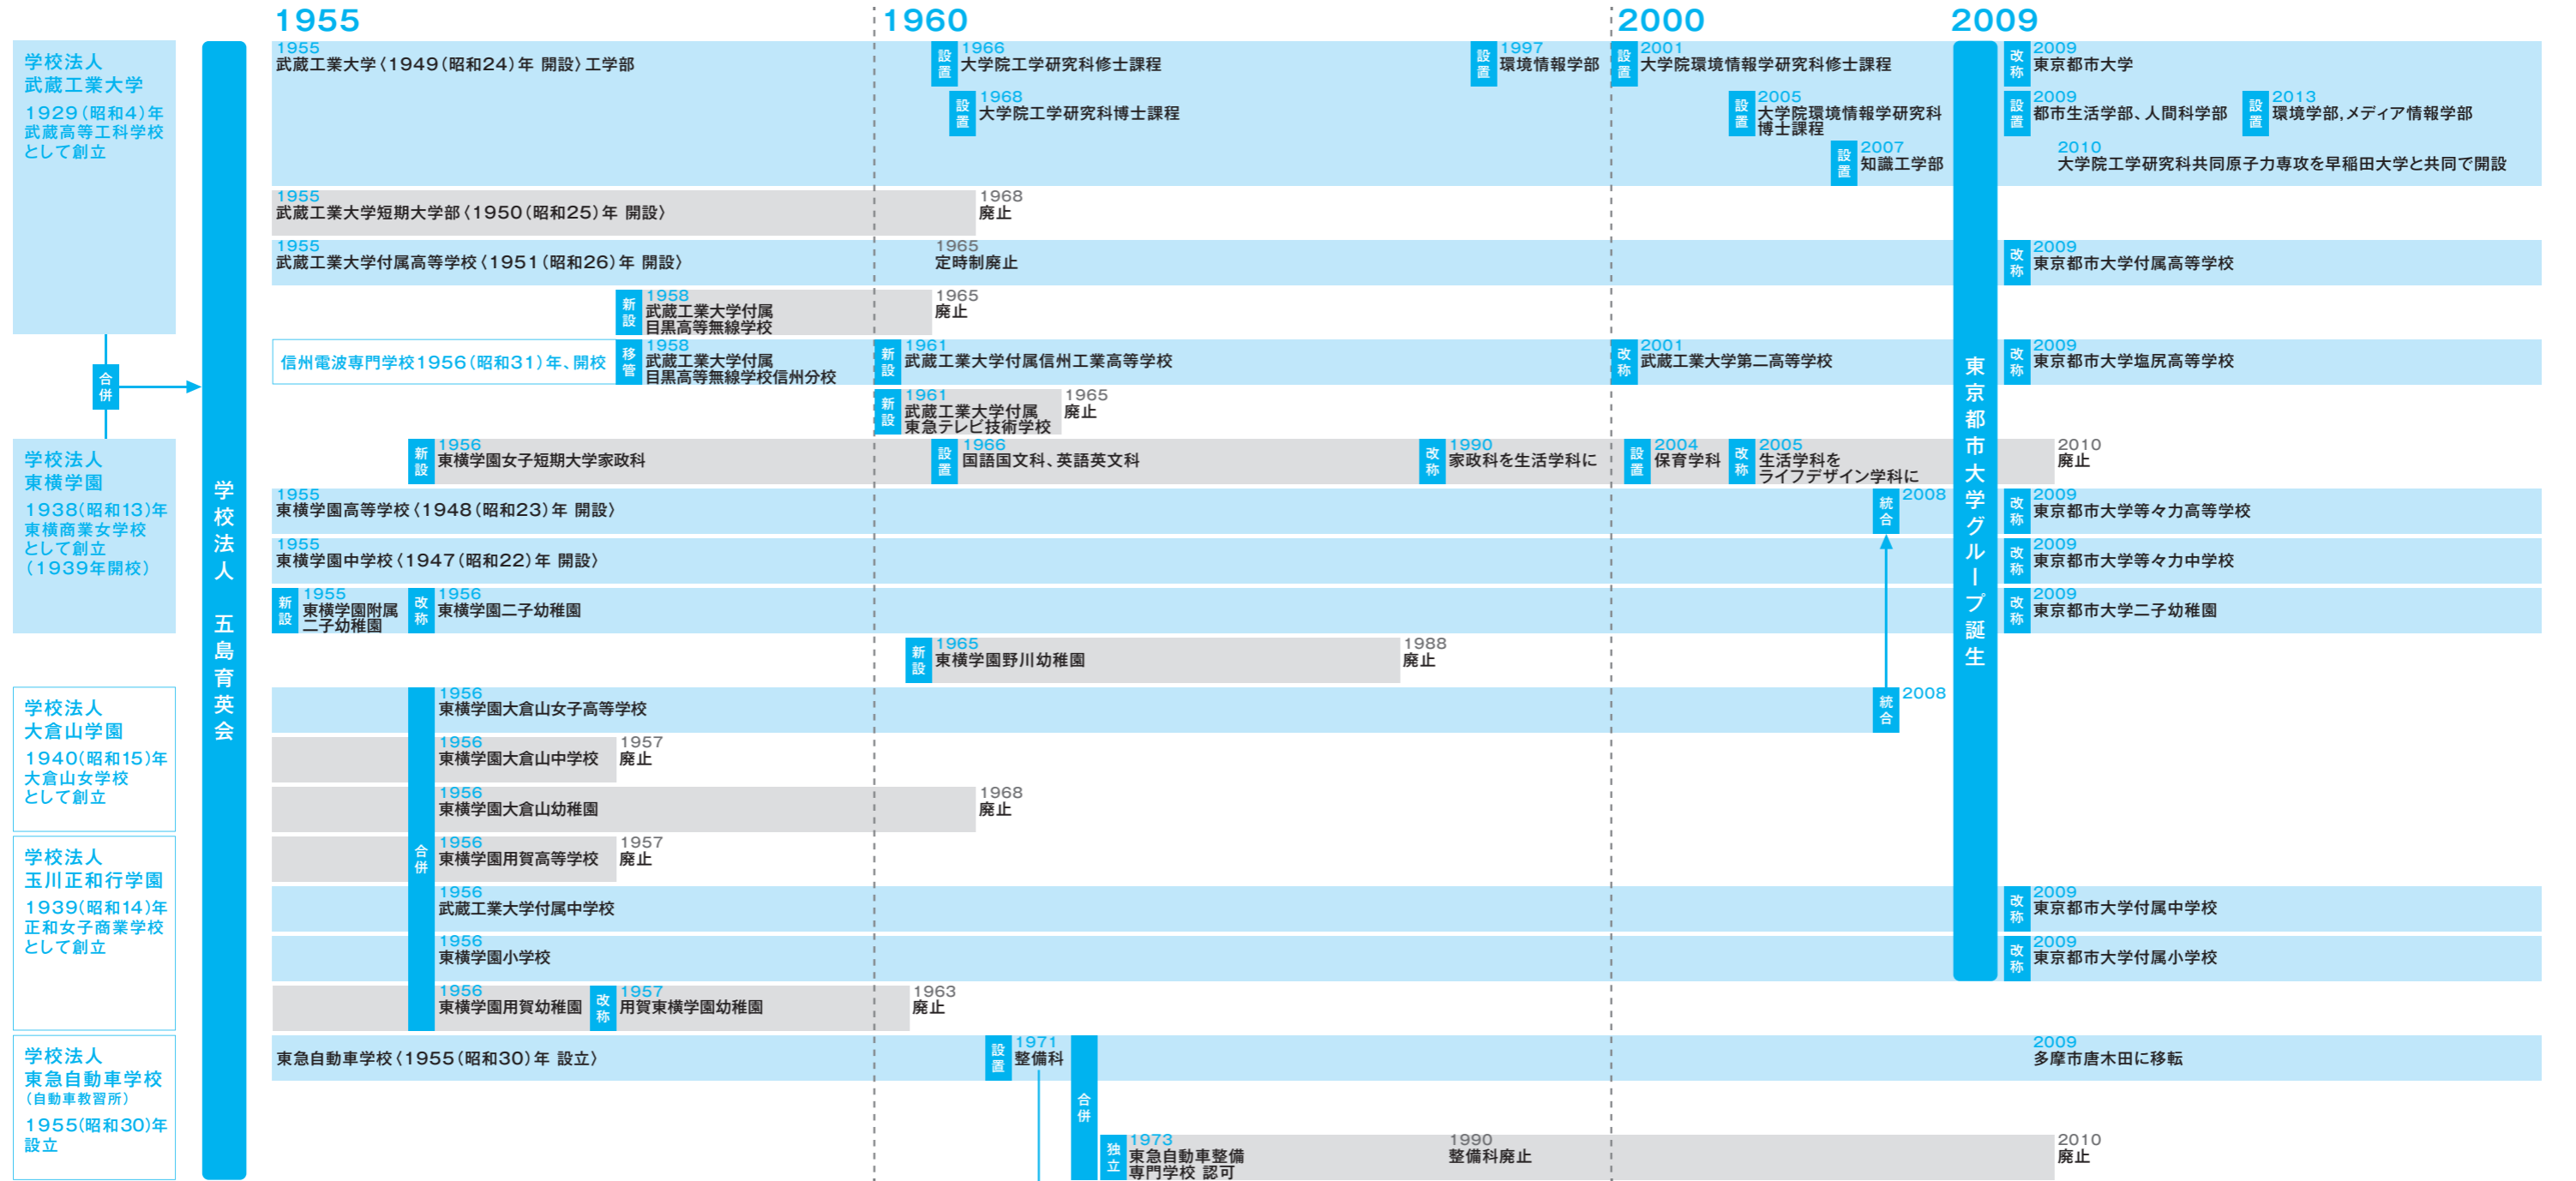 1955
1960
2000
2009
学校法人
武蔵工業大学
1929(昭和4)年
武蔵高等工科学校
として創立
合併
学校法人
東横学園
1938(昭和13)年
東横商業女学校
として創立
(1939年開校)
学校法人
大倉山学園
1940(昭和15)年
大倉山女学校
として創立
学校法人
玉川正和行学園
1939(昭和14)年
正和女子商業学校
として創立
学校法人
東急自動車学校
(自動車教習所)
1955(昭和30)年
設立
学校法人 五島育英会
1955
武蔵工業大学〈1949(昭和24)年 開設〉工学部
設置
1966
大学院工学研究科修士課程
設置
1968
大学院工学研究科博士課程
設置
1997
環境情報学部
設置
2001
大学院環境情報学研究科修士課程
設置
2005
大学院環境情報学研究科
博士課程
設置
2007
知識工学部
東京都市大学グループ誕生
改称
2009
東京都市大学
設置
2009
都市生活学部、人間科学部
設置
2013
環境学部,メディア情報学部
2010
大学院工学研究科共同原子力専攻を早稲田大学と共同で開設
1955
武蔵工業大学短期大学部〈1950(昭和25)年 開設〉
1968
廃止
1955
武蔵工業大学付属高等学校〈1951(昭和26)年 開設〉
1965
定時制廃止
改称
2009
東京都市大学付属高等学校
新設
1958
武蔵工業大学付属
目黒高等無線学校
1965
廃止
信州電波専門学校1956(昭和31)年、開校
移管
1958
武蔵工業大学付属
目黒高等無線学校信州分校
新設
1961
武蔵工業大学付属信州工業高等学校
改称
2001
武蔵工業大学第二高等学校
改称
2009
東京都市大学塩尻高等学校
新設
1961
武蔵工業大学付属
東急テレビ技術学校
1965
廃止
新設
1956
東横学園女子短期大学家政科
設置
1966
国語国文科、英語英文科
改称
1990
家政科を生活学科に
設置
2004
保育学科
改称
2005
生活学科を
ライフデザイン学科に
2010
廃止
1955
東横学園高等学校〈1948(昭和23)年 開設〉
統合
2008
改称
2009
東京都市大学等々力高等学校
1955
東横学園中学校〈1947(昭和22)年 開設〉
改称
2009
東京都市大学等々力中学校
新設
1955
東横学園附属
二子幼稚園
改称
1956
東横学園二子幼稚園
改称
2009
東京都市大学二子幼稚園
新設
1965
東横学園野川幼稚園
1988
廃止
合併
1956
東横学園大倉山女子高等学校
統合
2008
1956
東横学園大倉山中学校
1957
廃止
1956
東横学園大倉山幼稚園
1968
廃止
1956
東横学園用賀高等学校
1957
廃止
1956
武蔵工業大学付属中学校
改称
2009
東京都市大学付属中学校
1956
東横学園小学校
改称
2009
東京都市大学付属小学校
1956
東横学園用賀幼稚園
改称
1957
用賀東横学園幼稚園
1963
廃止
東急自動車学校〈1955(昭和30)年 設立〉
設置
1971
整備科
合併
2009
多摩市唐木田に移転
独立
1973
東急自動車整備
専門学校 認可
1990
整備科廃止
2010
廃止